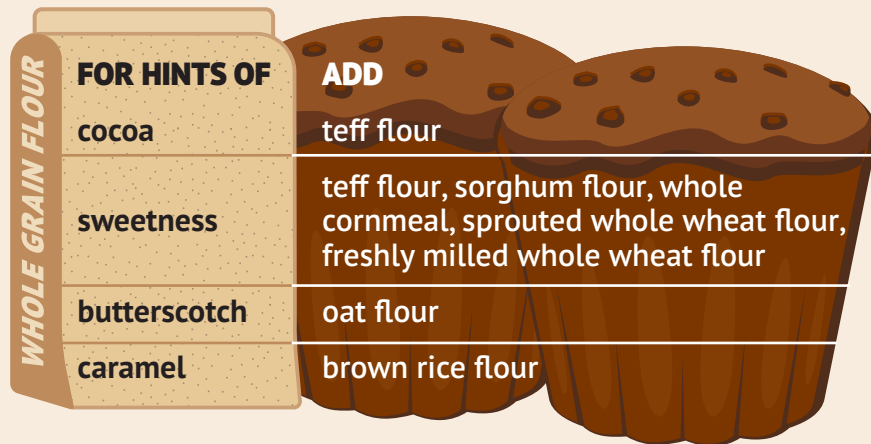 WHOLE GRAIN FLOUR
FOR HINTS OF ADD
cocoa teff flour
sweetness teff flour, sorghum flour, whole
cornmeal, sprouted whole wheat flour,
freshly milled whole wheat flour
butterscotch oat flour
caramel brown rice flour